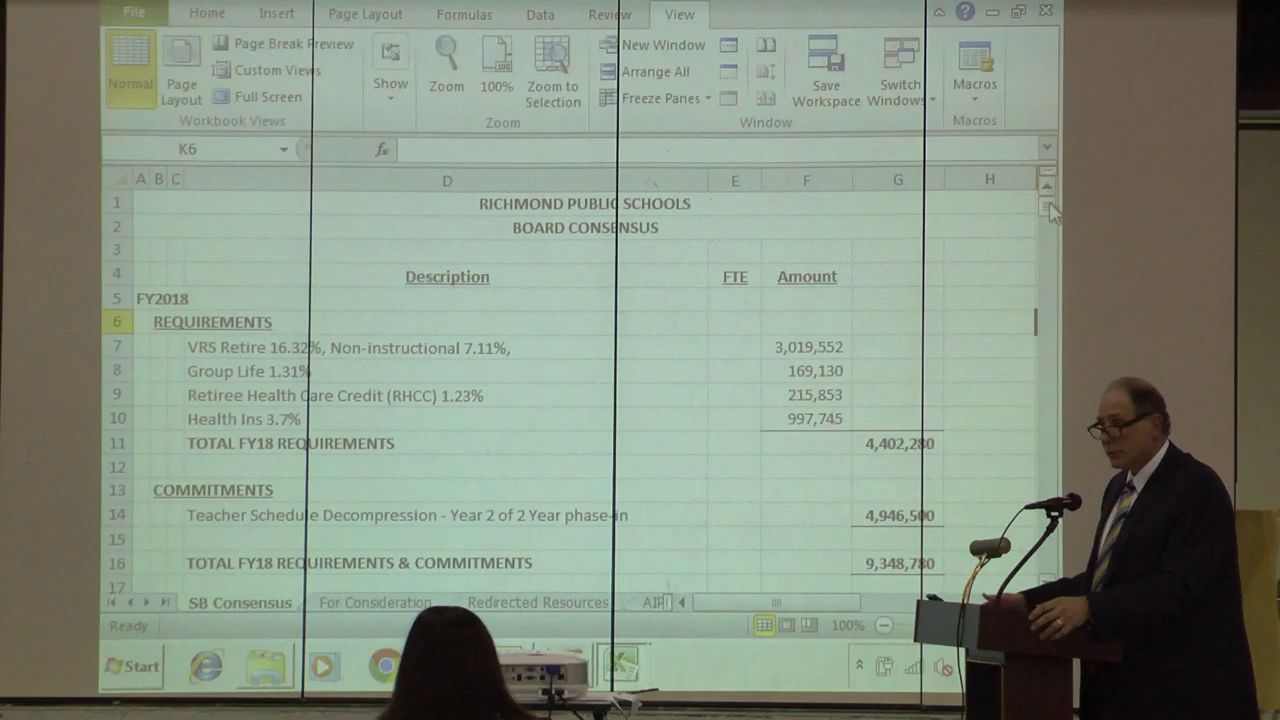 File Home Insert Page Layout Formulas Data Review View
Page Break Preview New Window
Custom Views Arrange All
Full Screen Freeze Panes
Normal Page Layout Show Zoom 100% Zoom to Selection Save Workspace Switch Windows Macros
Workbook Views Zoom Window Macros
K6 fx
A B C D E F G H
1 RICHMOND PUBLIC SCHOOLS
2 BOARD CONSENSUS
3
4 Description FTE Amount
5 FY2018
6 REQUIREMENTS
7 VRS Retire 16.32%, Non-instructional 7.11%, 3,019,552
8 Group Life 1.31% 169,130
9 Retiree Health Care Credit (RHCC) 1.23% 215,853
10 Health Ins 3.7% 997,745
11 TOTAL FY18 REQUIREMENTS 4,402,280
12
13 COMMITMENTS
14 Teacher Schedule Decompression - Year 2 of 2 Year phase-in 4,946,500
15
16 TOTAL FY18 REQUIREMENTS & COMMITMENTS 9,348,780
17
SB Consensus For Consideration Redirected Resources
Ready 100%
Start